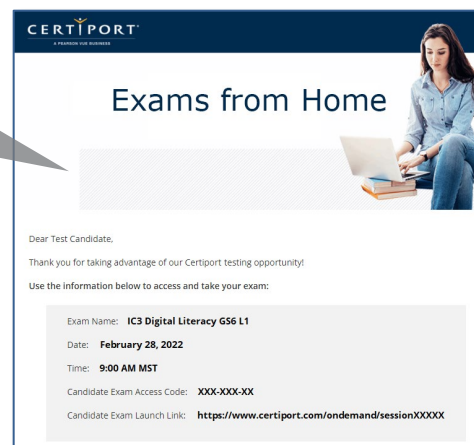 CERTIPORT
A PEARSON VUE BUSINESS
Exams from Home
Dear Test Candidate,
Thank you for taking advantage of our Certiport testing opportunity!
Use the information below to access and take your exam:
Exam Name: IC3 Digital Literacy GS6 L1
Date: February 28, 2022
Time: 9:00 AM MST
Candidate Exam Access Code: XXX-XXX-XX
Candidate Exam Launch Link: https://www.certiport.com/ondemand/sessionXXXXX